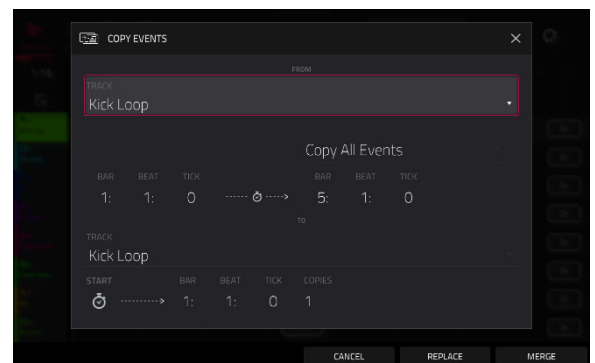 COPY EVENTS
FROM
TRACK
Kick Loop
Copy All Events
BAR BEAT TICK BAR BEAT TICK
1: 1: 0 5: 1: 0
TO
TRACK
Kick Loop
START BAR BEAT TICK COPIES
1: 1: 0 1
CANCEL REPLACE MERGE